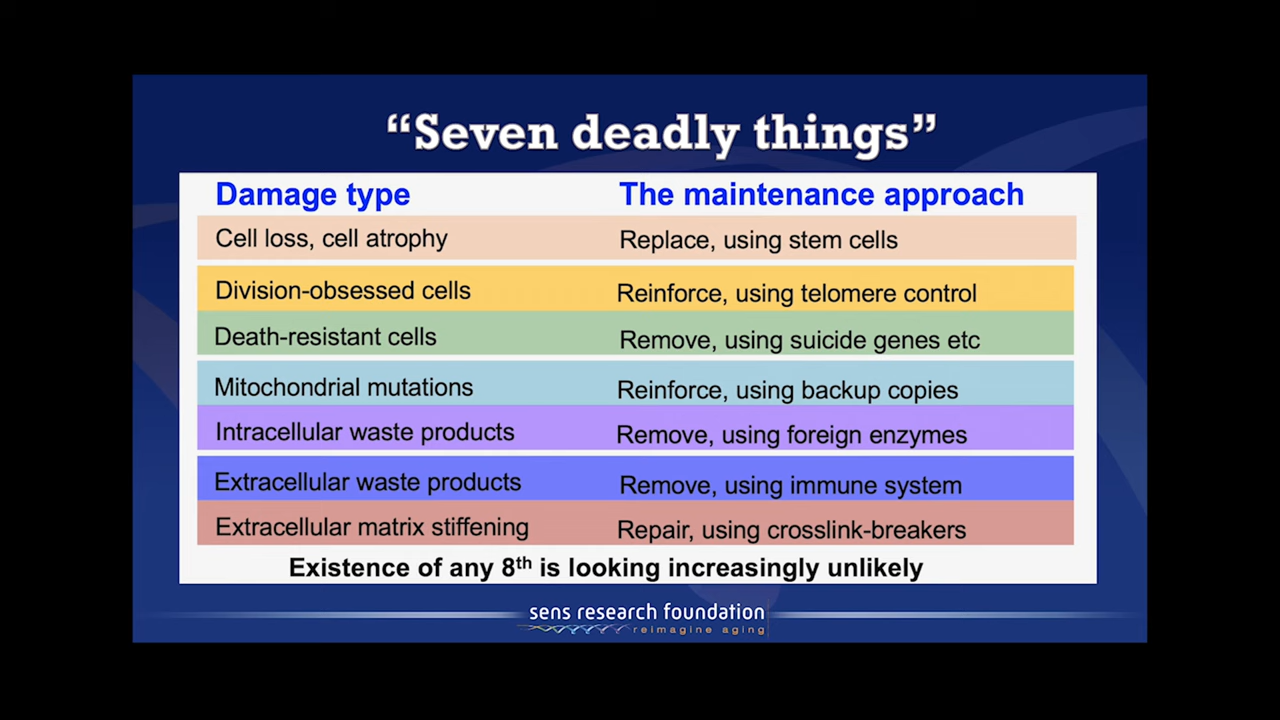 “Seven deadly things”
Damage type The maintenance approach
Cell loss, cell atrophy Replace, using stem cells
Division-obsessed cells Reinforce, using telomere control
Death-resistant cells Remove, using suicide genes etc
Mitochondrial mutations Reinforce, using backup copies
Intracellular waste products Remove, using foreign enzymes
Extracellular waste products Remove, using immune system
Extracellular matrix stiffening Repair, using crosslink-breakers
Existence of any 8th is looking increasingly unlikely
sens research foundation
reimagine aging